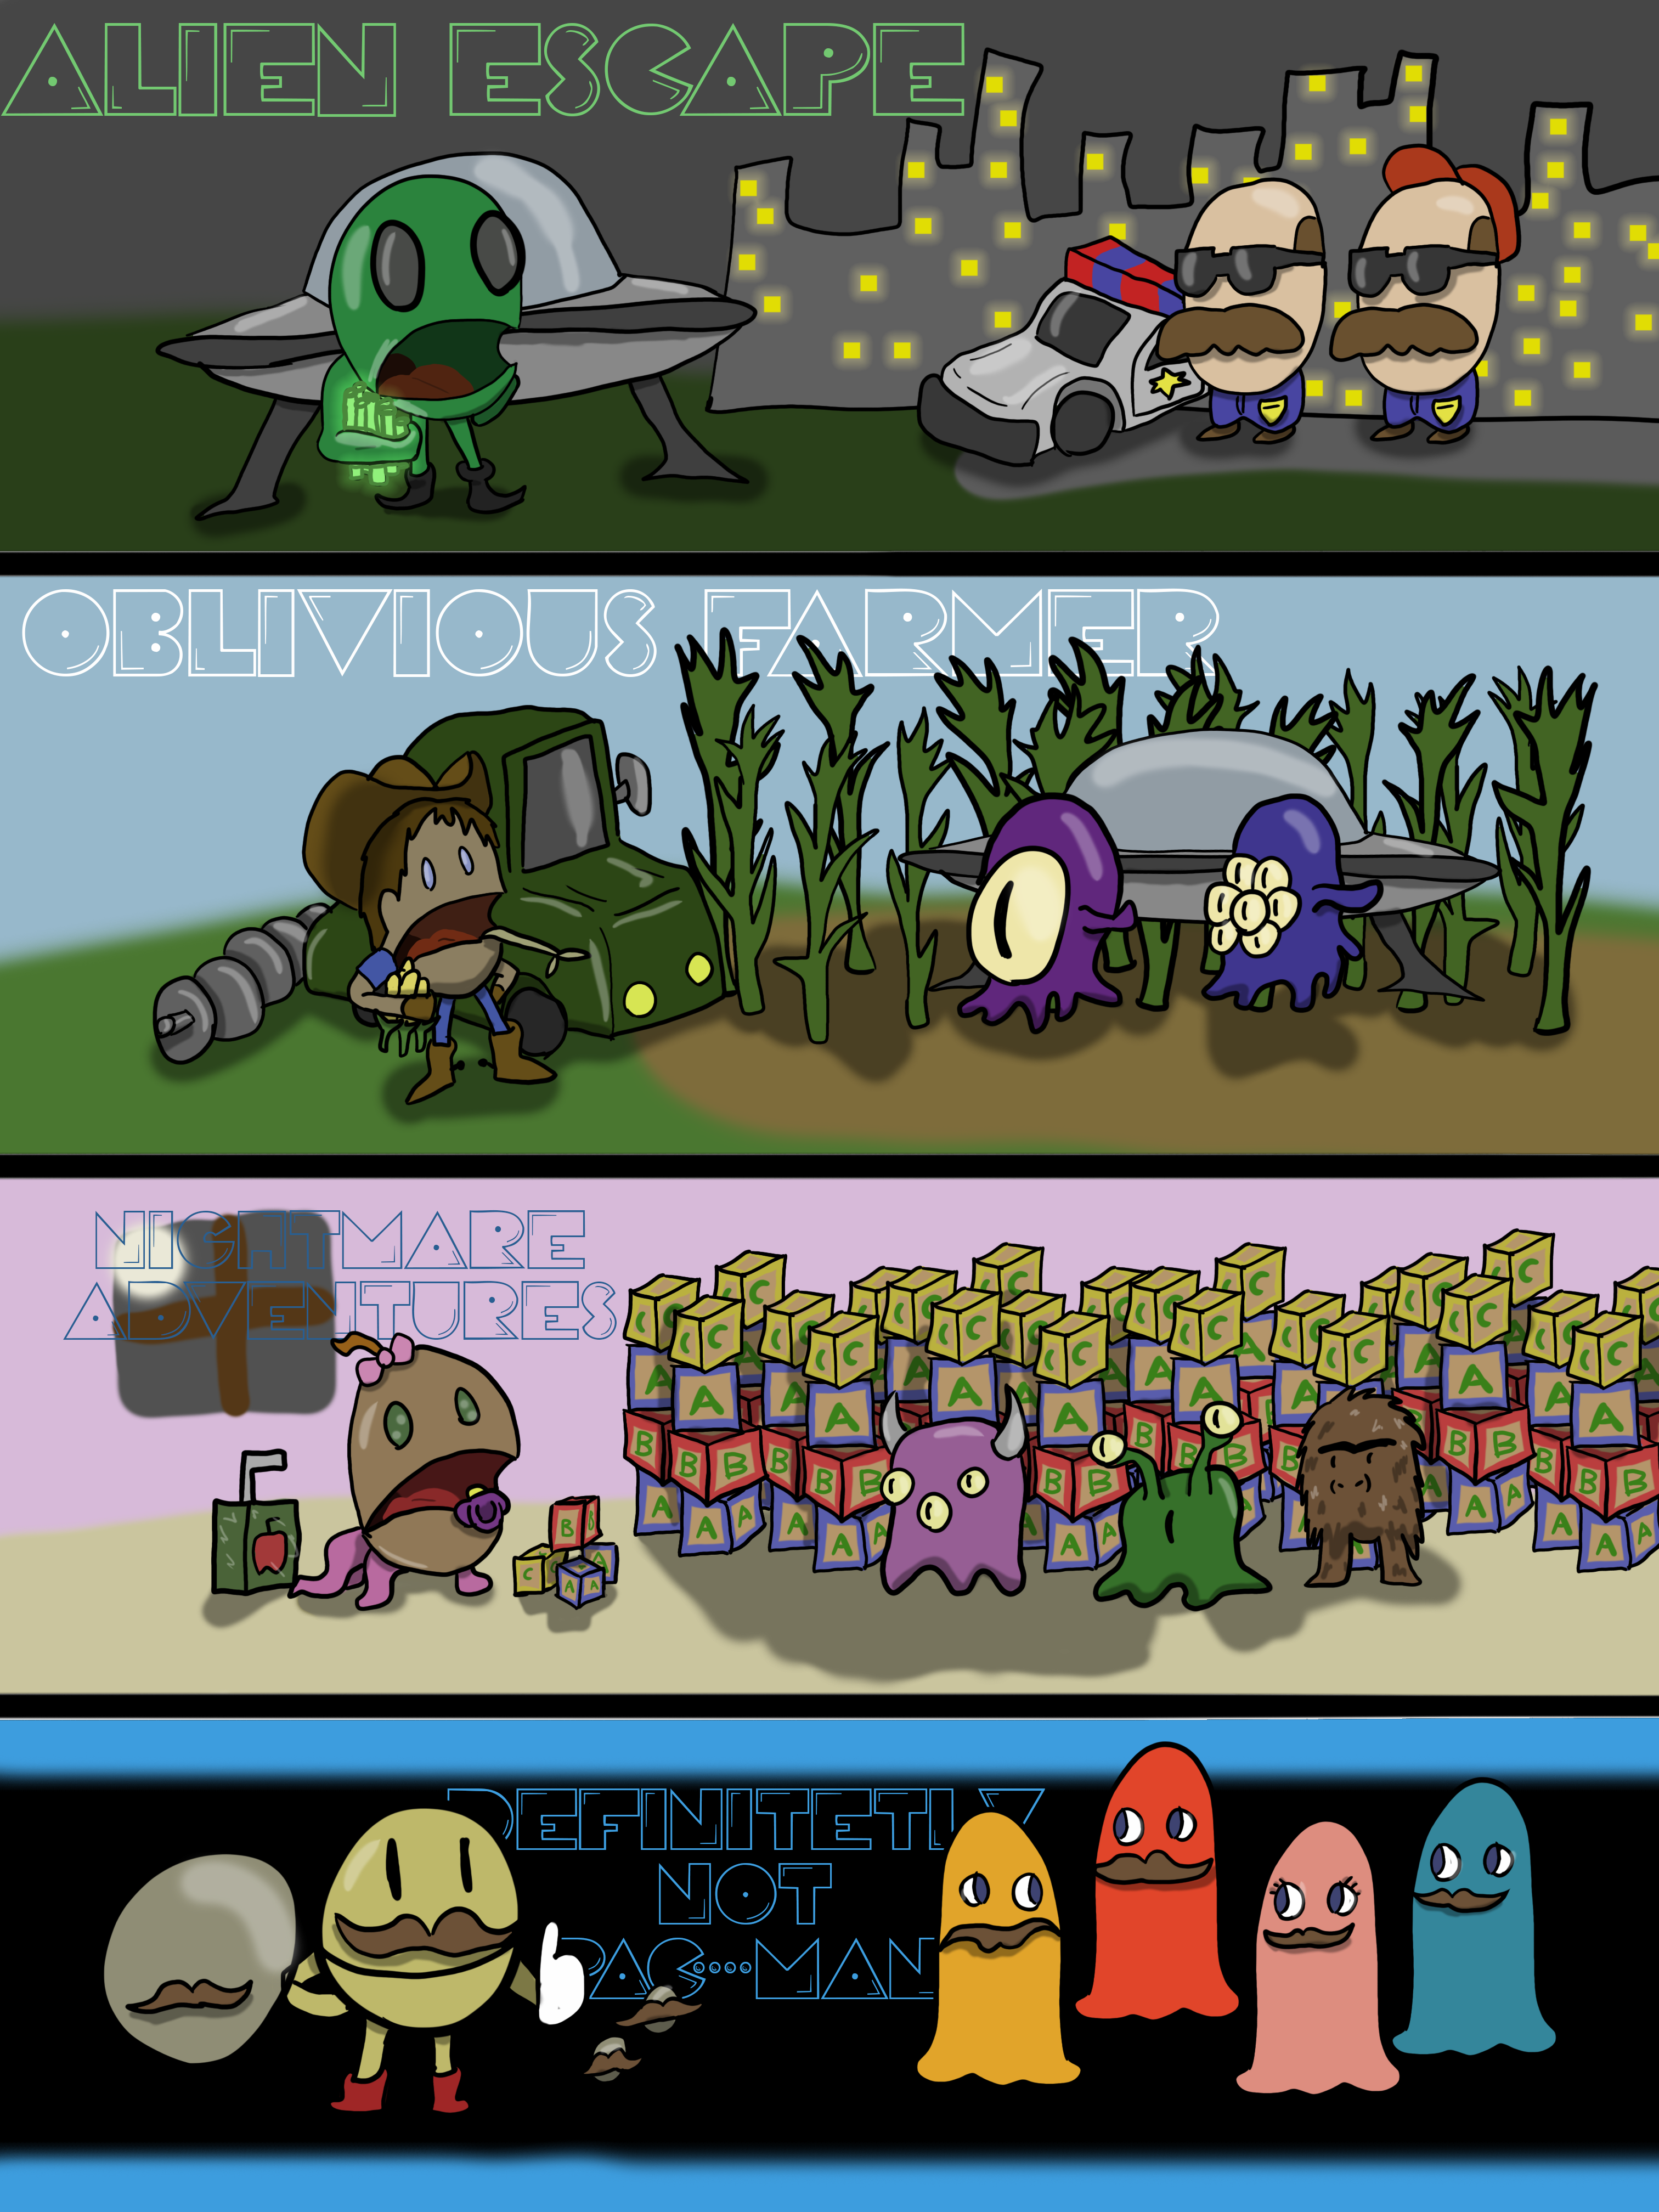 ALIEN ESCAPE
OBLIVIOUS FARMER
NIGHTMARE
ADVENTURES
DEFINITETLY
NOT
PAC....MAN